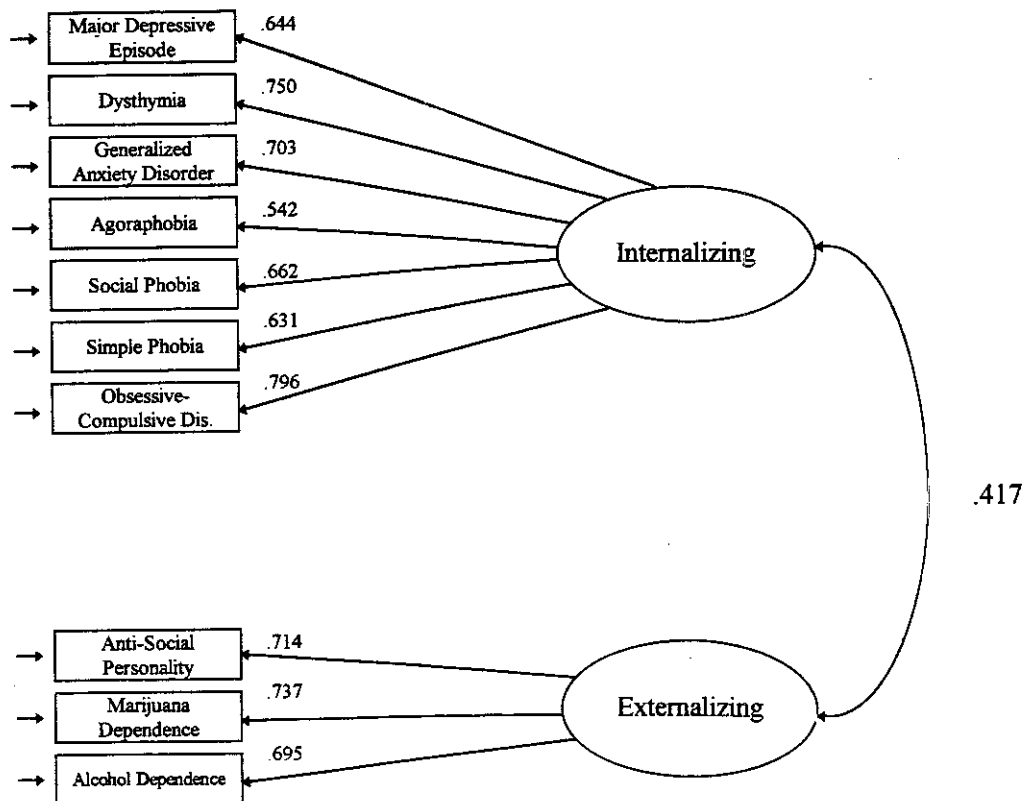 Major Depressive
Episode
.644
Dysthymia
.750
Generalized
Anxiety Disorder
.703
Agoraphobia
.542
Social Phobia
.662
Simple Phobia
.631
Obsessive-
Compulsive Dis.
.796
Internalizing
.417
Anti-Social
Personality
.714
Marijuana
Dependence
.737
Alcohol Dependence
.695
Externalizing